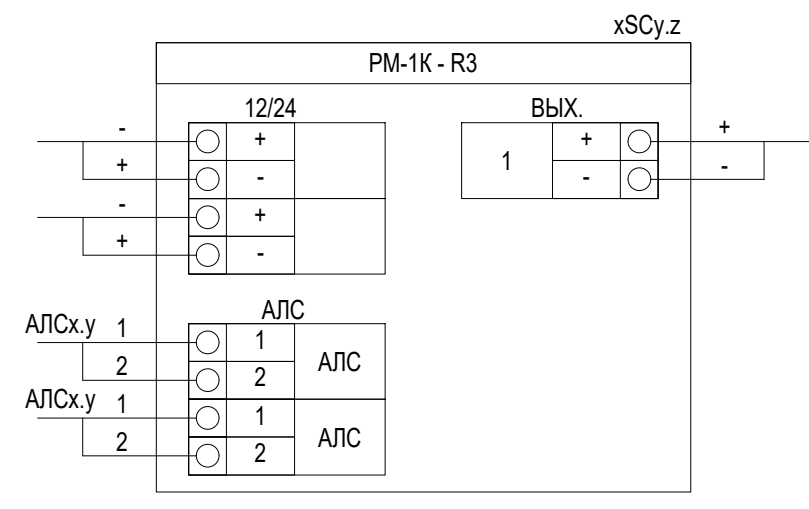 xSCy.z
РМ-1К - R3
12/24
ВЫХ.
- + + +
1
+ - - -
- +
+ -
АЛС
АЛСx.y 1 1
АЛС
2 2
АЛСx.y 1 1
АЛС
2 2